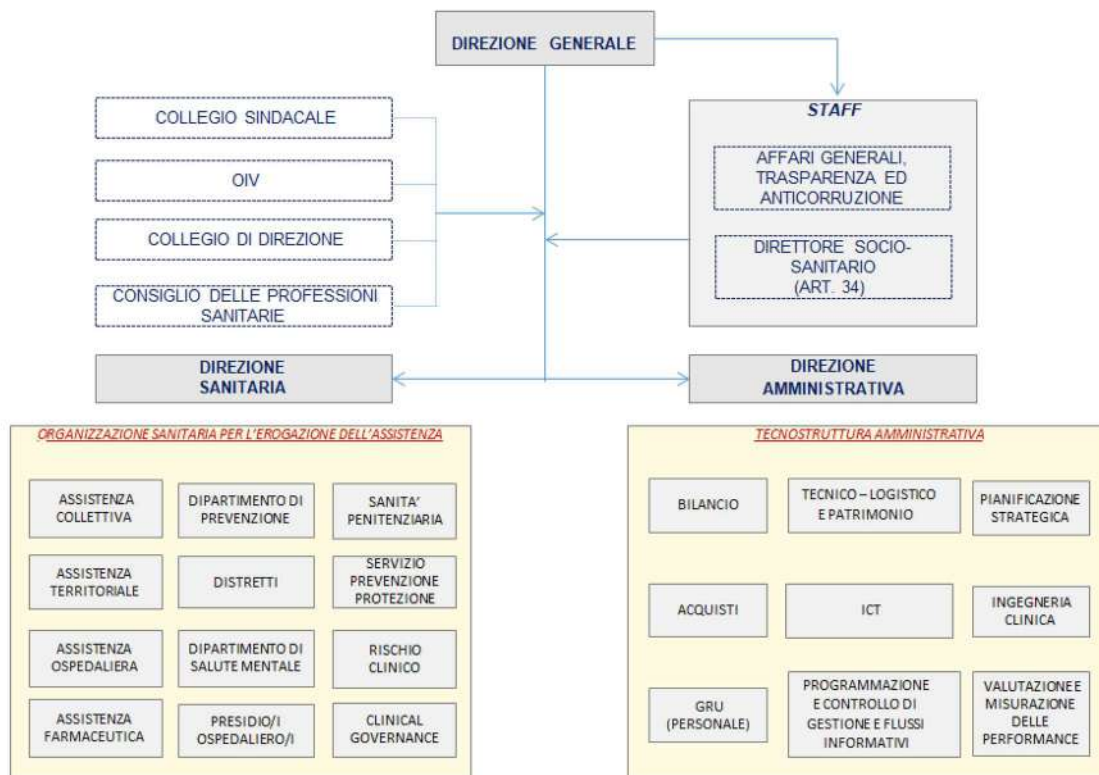 DIREZIONE GENERALE
COLLEGIO SINDACALE
OIV
COLLEGIO DI DIREZIONE
CONSIGLIO DELLE PROFESSIONI
SANITARIE
STAFF
AFFARI GENERALI,
TRASPARENZA ED
ANTICORRUZIONE
DIRETTORE SOCIO-
SANITARIO
(ART. 34)
DIREZIONE
SANITARIA
DIREZIONE
AMMINISTRATIVA
ORGANIZZAZIONE SANITARIA PER L'EROGAZIONE DELL'ASSISTENZA
ASSISTENZA
COLLETTIVA
DIPARTIMENTO DI
PREVENZIONE
SANITA'
PENITENZIARIA
ASSISTENZA
TERRITORIALE
DISTRETTI
SERVIZIO
PREVENZIONE
PROTEZIONE
ASSISTENZA
OSPEDALIERA
DIPARTIMENTO DI
SALUTE MENTALE
RISCHIO
CLINICO
ASSISTENZA
FARMACEUTICA
PRESIDIO/I
OSPEDALIERO/I
CLINICAL
GOVERNANCE
TECNOSTRUTTURA AMMINISTRATIVA
BILANCIO
TECNICO – LOGISTICO
E PATRIMONIO
PIANIFICAZIONE
STRATEGICA
ACQUISTI
ICT
INGEGNERIA
CLINICA
GRU
(PERSONALE)
PROGRAMMAZIONE
E CONTROLLO DI
GESTIONE E FLUSSI
INFORMATIVI
VALUTAZIONE E
MISURAZIONE
DELLE
PERFORMANCE